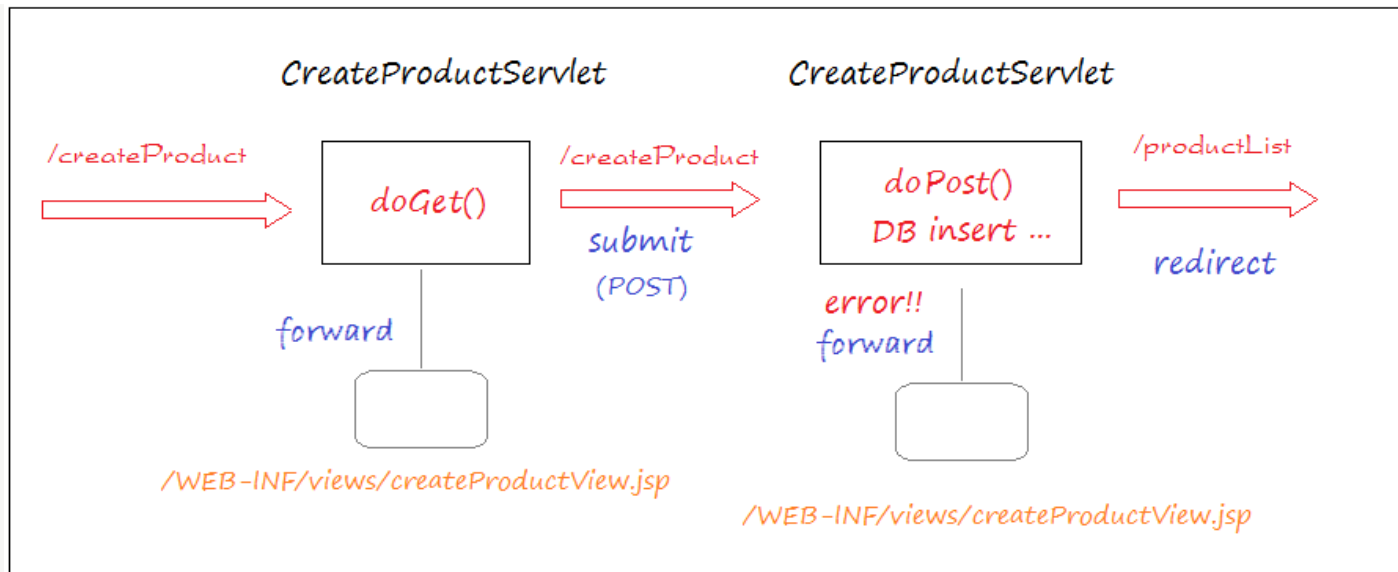 CreateProductServlet
CreateProductServlet
/createProduct
doGet()
/createProduct
submit
(POST)
doPost()
DB insert ...
/productList
redirect
forward
error!!
forward
/WEB-INF/views/createProductView.jsp
/WEB-INF/views/createProductView.jsp